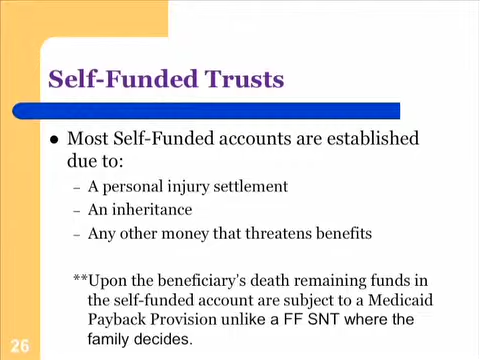 Self-Funded Trusts
● Most Self-Funded accounts are established
due to:
– A personal injury settlement
– An inheritance
– Any other money that threatens benefits
**Upon the beneficiary's death remaining funds in
the self-funded account are subject to a Medicaid
Payback Provision unlike a FF SNT where the
family decides.
26